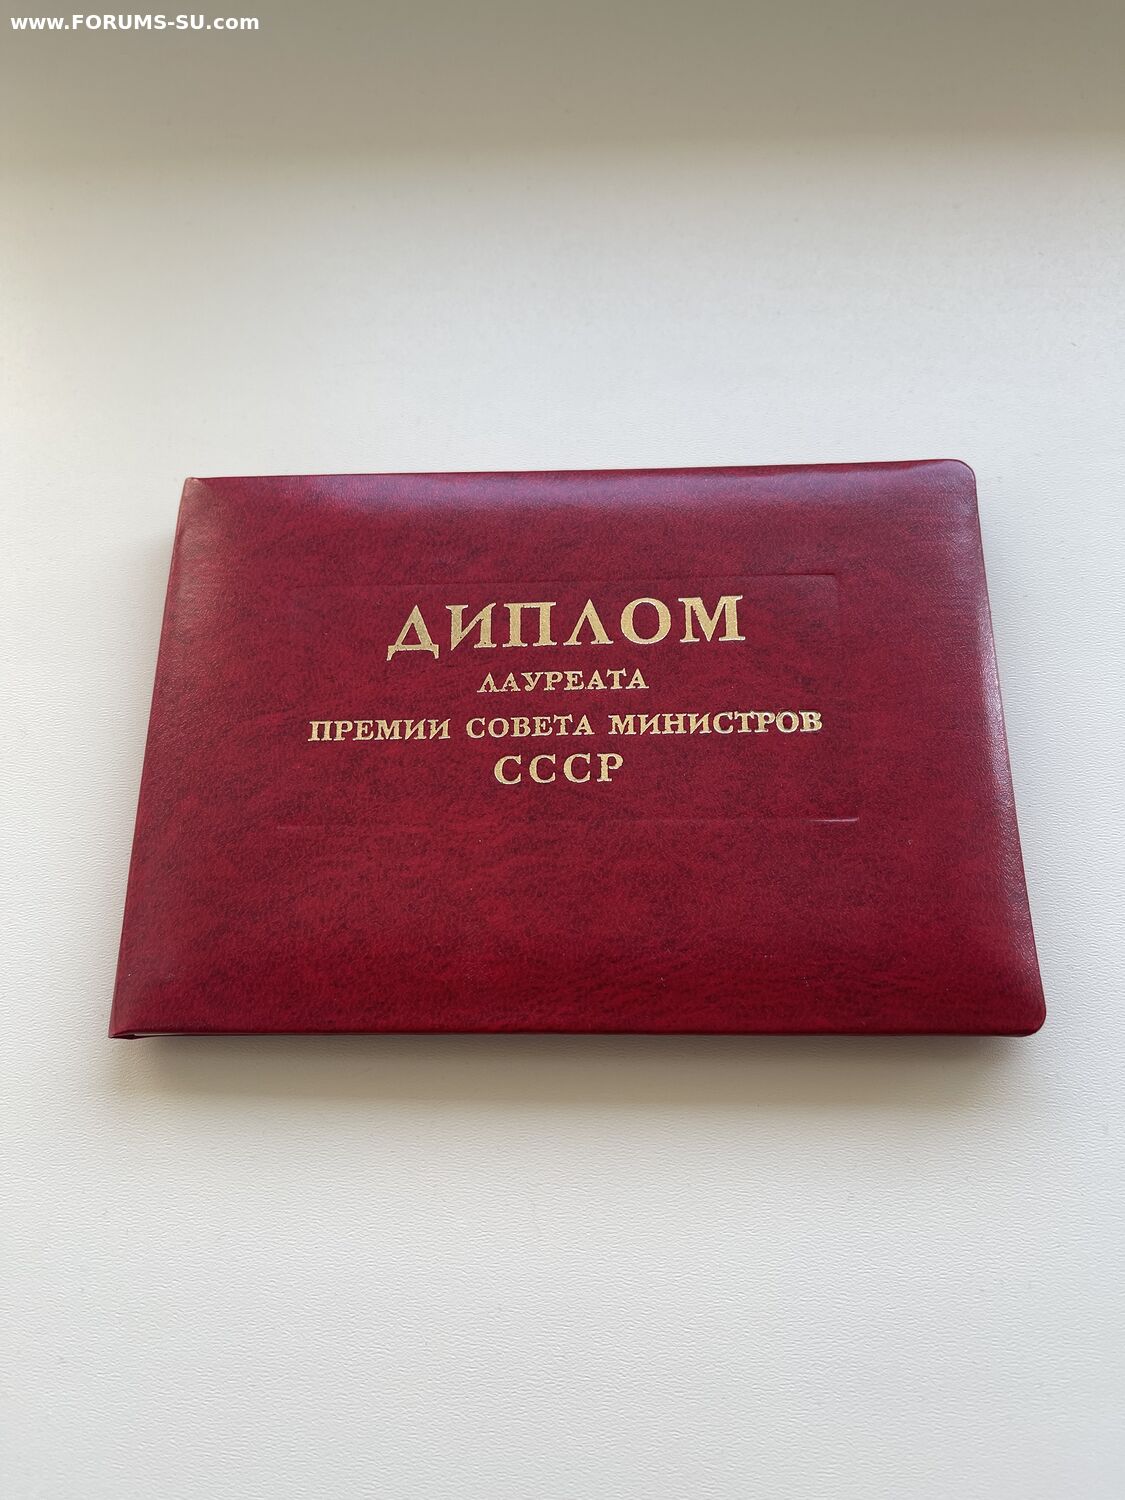 www.FORUMS-SU.com
ДИПЛОМ
ЛАУРЕАТА
ПРЕМИИ СОВЕТА МИНИСТРОВ
СССР